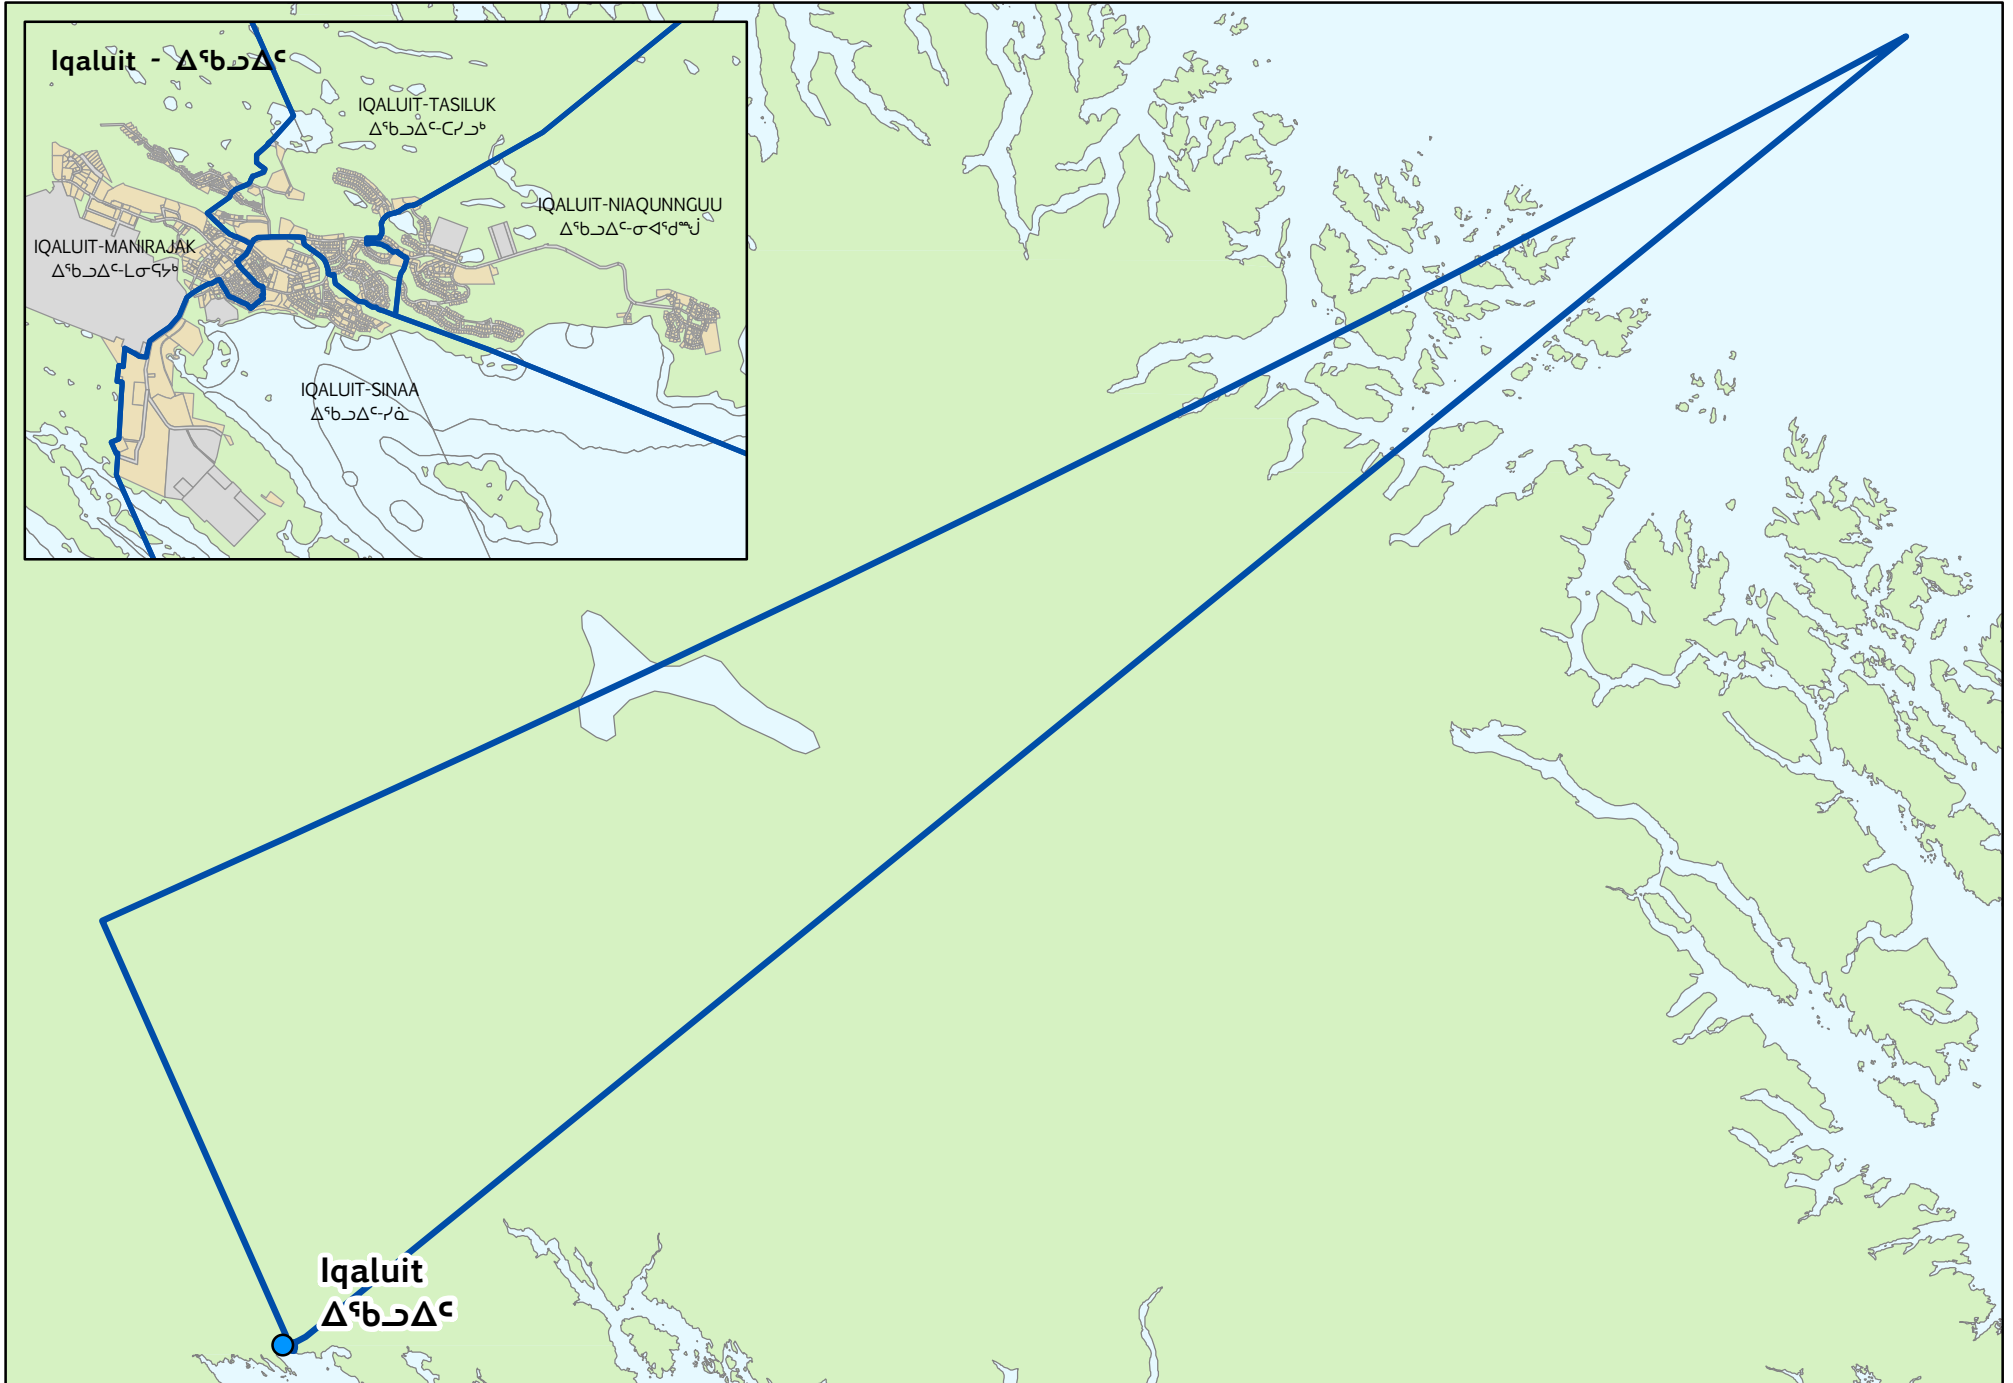 Iqaluit - ᐃᖃᓗᐃᑦ
IQALUIT-TASILUK
ᐃᖃᓗᐃᑦ-ᑕᓯᓗᒃ
IQALUIT-NIAQUNNGUU
ᐃᖃᓗᐃᑦ-ᓂᐊᖁᙴ
IQALUIT-MANIRAJAK
ᐃᖃᓗᐃᑦ-ᒪᓂᕋᔭᒃ
IQALUIT-SINAA
ᐃᖃᓗᐃᑦ-ᓯᓈ
Iqaluit
ᐃᖃᓗᐃᑦ